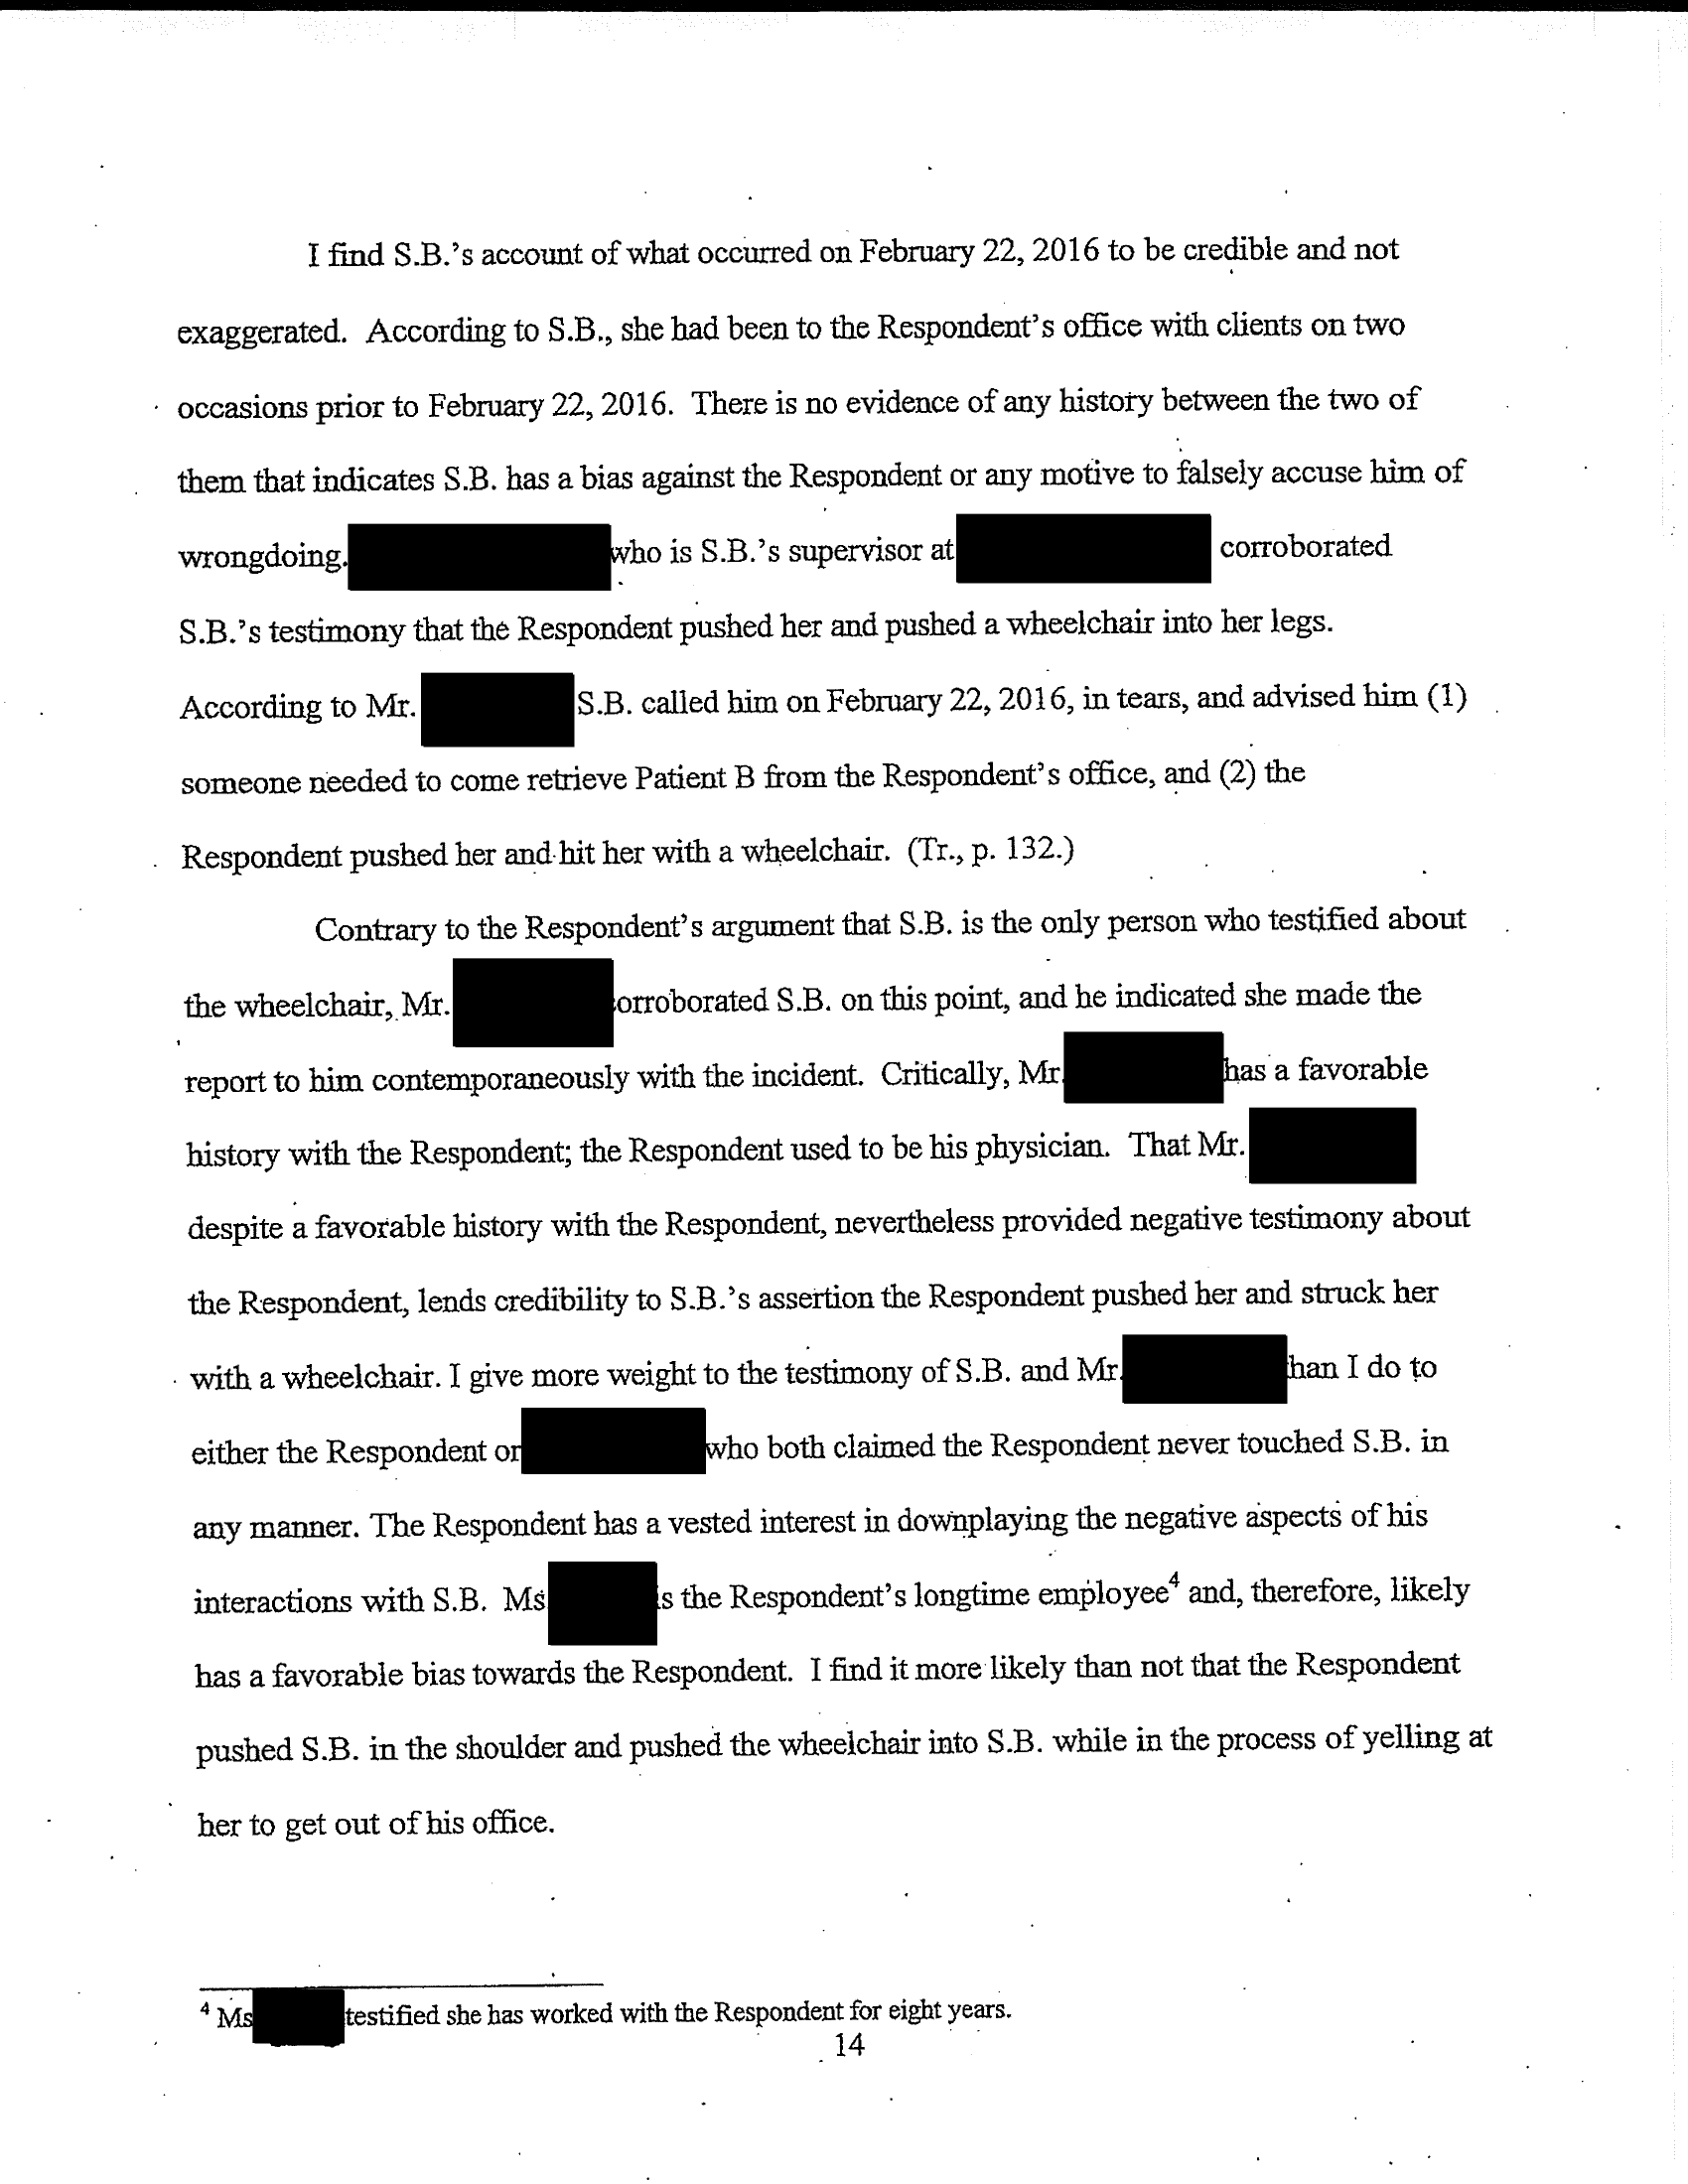 I find S.B.'s account of what occurred on February 22, 2016 to be credible and not
exaggerated. According to S.B., she had been to the Respondent's office with clients on two
occasions prior to February 22, 2016. There is no evidence of any history between the two of
them that indicates S.B. has a bias against the Respondent or any motive to falsely accuse him of
wrongdoing. who is S.B.'s supervisor at corroborated
S.B.'s testimony that the Respondent pushed her and pushed a wheelchair into her legs.
According to Mr. S.B. called him on February 22, 2016, in tears, and advised him (1)
someone needed to come retrieve Patient B from the Respondent's office, and (2) the
Respondent pushed her and hit her with a wheelchair. (Tr., p. 132.)
Contrary to the Respondent's argument that S.B. is the only person who testified about
the wheelchair, Mr. orroborated S.B. on this point, and he indicated she made the
report to him contemporaneously with the incident. Critically, Mr. has a favorable
history with the Respondent; the Respondent used to be his physician. That Mr.
despite a favorable history with the Respondent, nevertheless provided negative testimony about
the Respondent, lends credibility to S.B.'s assertion the Respondent pushed her and struck her
with a wheelchair. I give more weight to the testimony of S.B. and Mr. han I do to
either the Respondent or who both claimed the Respondent never touched S.B. in
any manner. The Respondent has a vested interest in downplaying the negative aspects of his
interactions with S.B. Ms s the Respondent's longtime employee⁴ and, therefore, likely
has a favorable bias towards the Respondent. I find it more likely than not that the Respondent
pushed S.B. in the shoulder and pushed the wheelchair into S.B. while in the process of yelling at
her to get out of his office.
⁴ Ms testified she has worked with the Respondent for eight years.
14